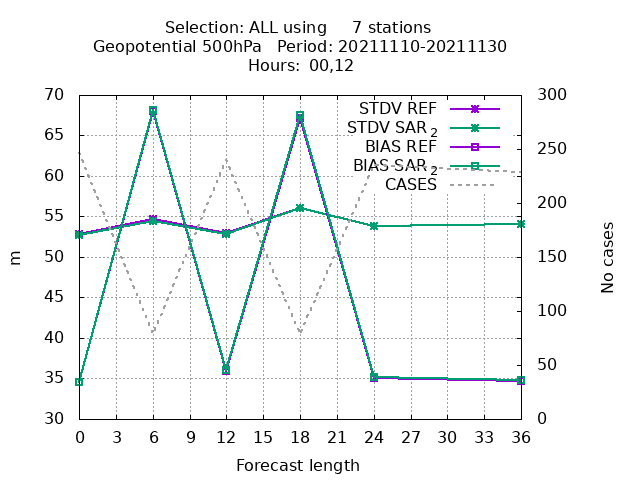 Selection: ALL using     7 stations
Geopotential 500hPa   Period: 20211110-20211130
Hours: 00,12
STDV REF
STDV SAR 2
BIAS REF
BIAS SAR 2
CASES
70
65
60
55
50
45
40
35
30
300
250
200
150
100
50
0
m
No cases
0 3 6 9 12 15 18 21 24 27 30 33 36
Forecast length